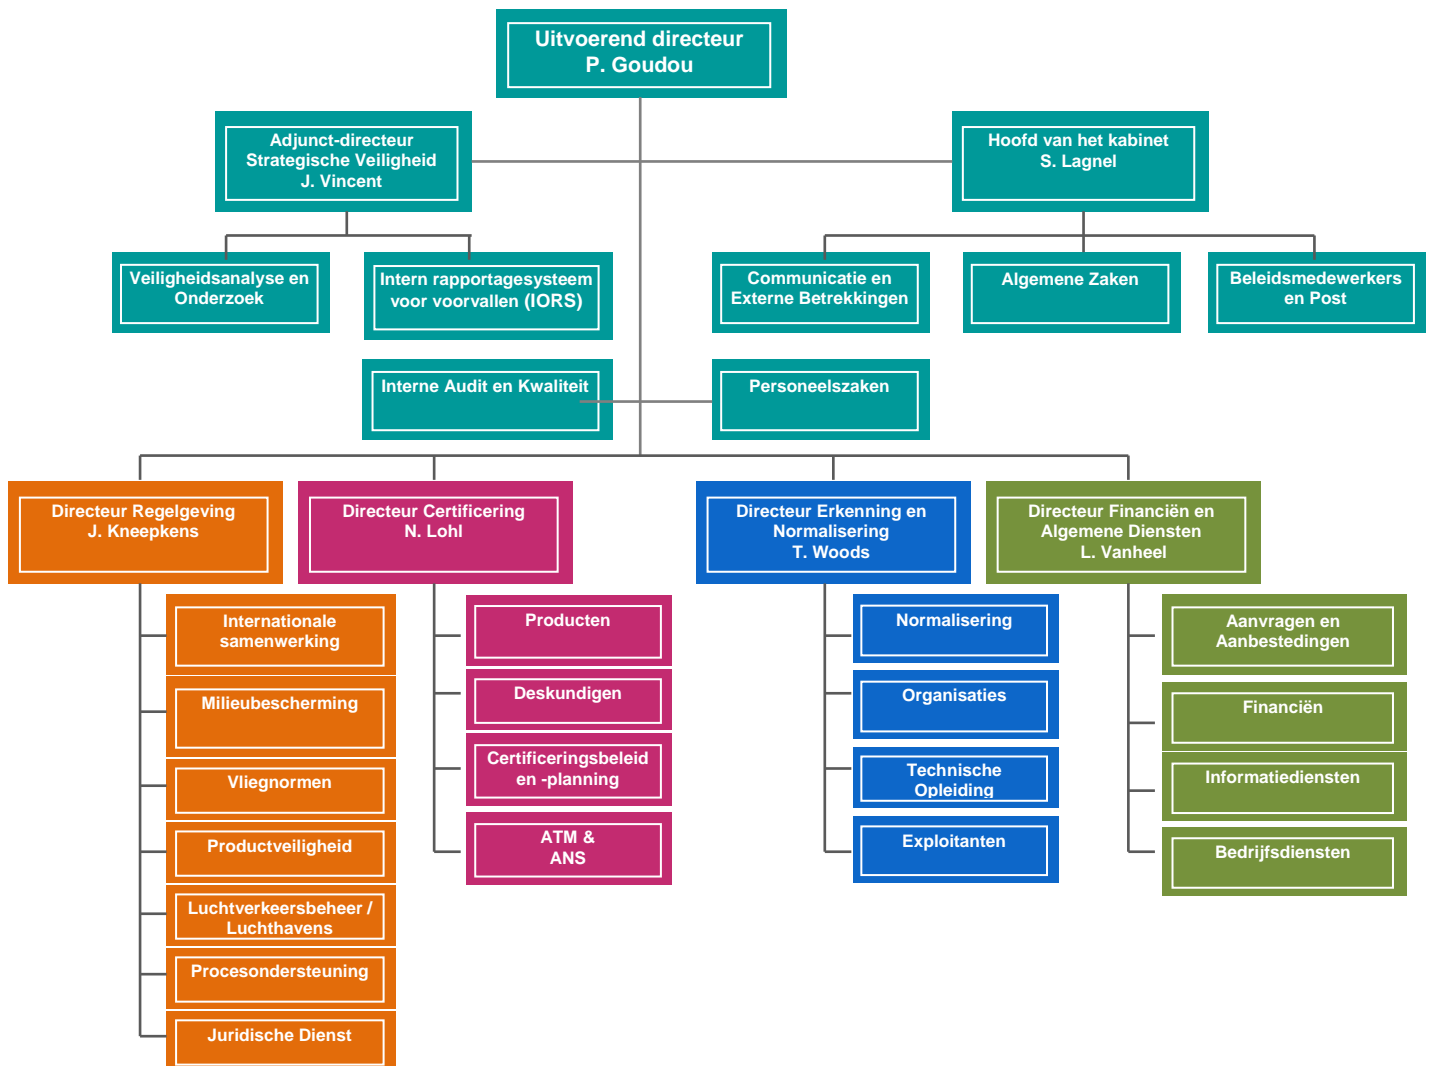 Uitvoerend directeur
P. Goudou
Adjunct-directeur
Strategische Veiligheid
J. Vincent
Hoofd van het kabinet
S. Lagnel
Veiligheidsanalyse en
Onderzoek
Intern rapportagesysteem
voor voorvallen (IORS)
Communicatie en
Externe Betrekkingen
Algemene Zaken
Beleidsmedewerkers
en Post
Interne Audit en Kwaliteit
Personeelszaken
Directeur Regelgeving
J. Kneepkens
Directeur Certificering
N. Lohl
Directeur Erkenning en
Normalisering
T. Woods
Directeur Financiën en
Algemene Diensten
L. Vanheel
Internationale
samenwerking
Milieubescherming
Vliegnormen
Productveiligheid
Luchtverkeersbeheer /
Luchthavens
Procesondersteuning
Juridische Dienst
Producten
Deskundigen
Certificeringsbeleid
en -planning
ATM &
ANS
Normalisering
Organisaties
Technische
Opleiding
Exploitanten
Aanvragen en
Aanbestedingen
Financiën
Informatiediensten
Bedrijfsdiensten